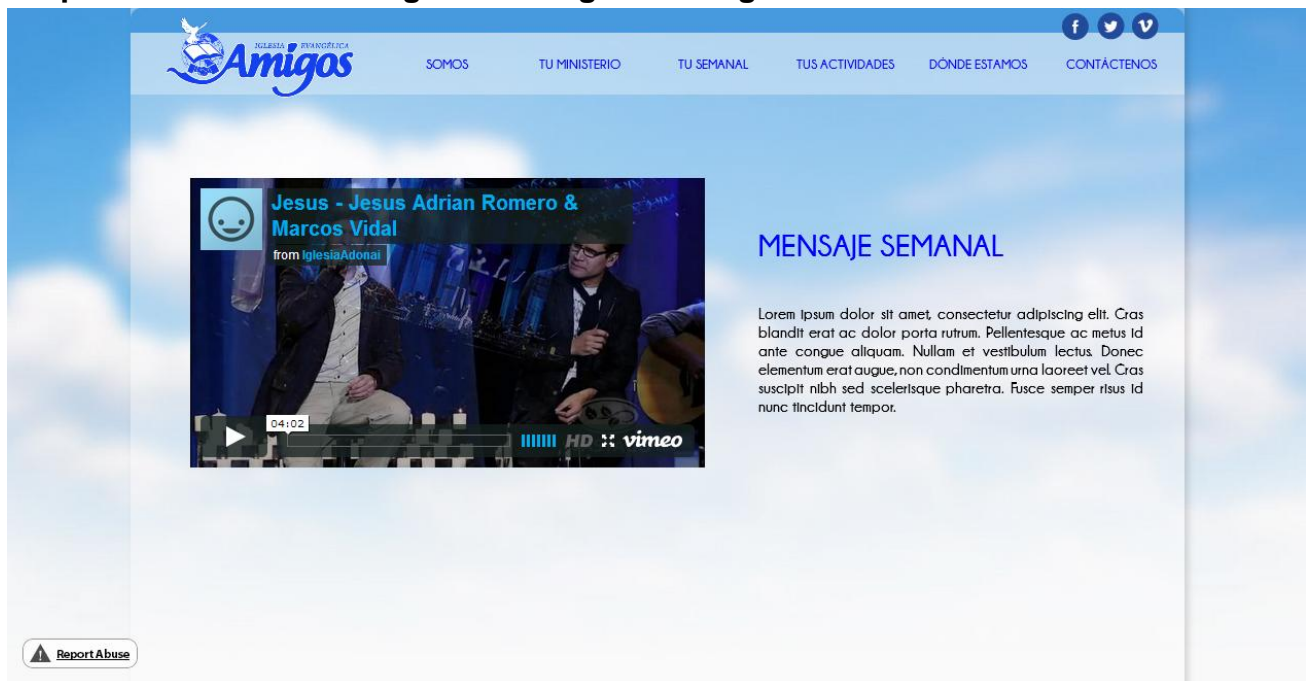 IGLESIA EVANGÉLICA
Amigos
SOMOS TU MINISTERIO TU SEMANAL TUS ACTIVIDADES DÓNDE ESTAMOS CONTÁCTENOS
Jesus - Jesus Adrian Romero &
Marcos Vidal
from IglesiaAdonai
04:02
HD vimeo
MENSAJE SEMANAL
Lorem ipsum dolor sit amet, consectetur adipiscing elit. Cras
blandit erat ac dolor porta rutrum. Pellentesque ac metus id
ante congue aliquam. Nullam et vestibulum lectus. Donec
elementum erat augue, non condimentum urna laoreet vel. Cras
suscipit nibh sed scelerisque pharetra. Fusce semper risus id
nunc tincidunt tempor.
Report Abuse